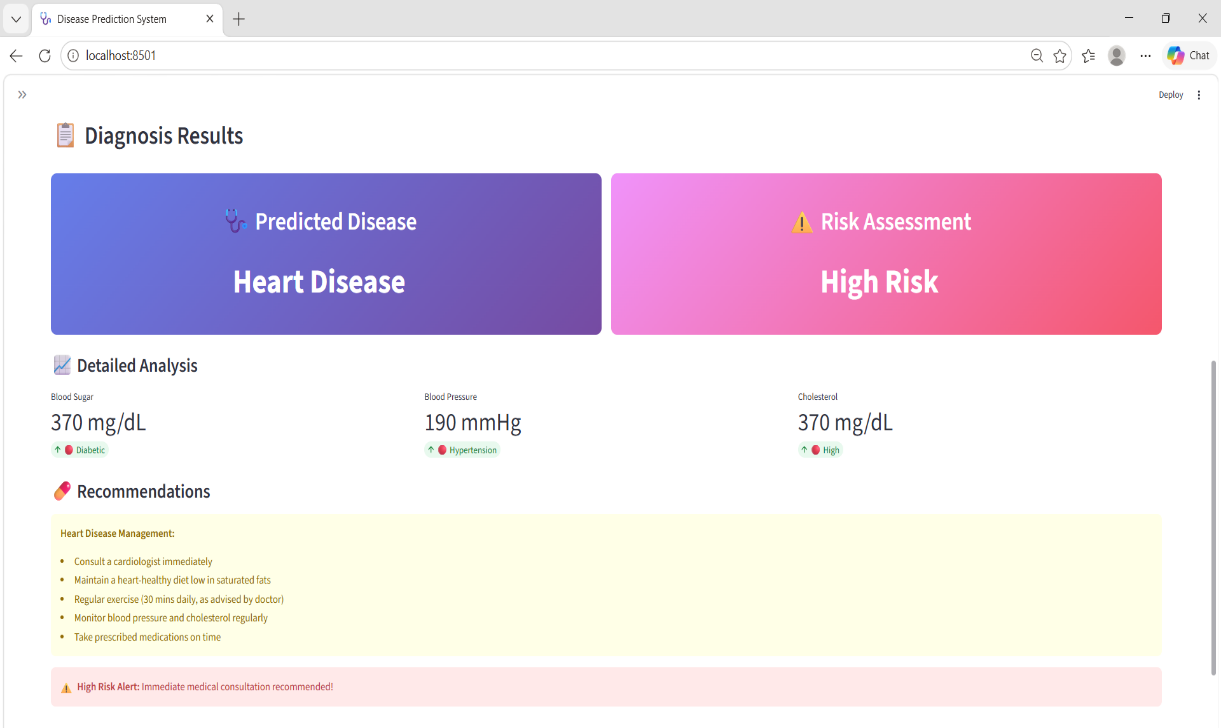 Disease Prediction System
localhost:8501
Chat
Deploy
Diagnosis Results
Predicted Disease
Heart Disease
Risk Assessment
High Risk
Detailed Analysis
Blood Sugar
370 mg/dL
↑ Diabetic
Blood Pressure
190 mmHg
↑ Hypertension
Cholesterol
370 mg/dL
↑ High
Recommendations
Heart Disease Management:
• Consult a cardiologist immediately
• Maintain a heart-healthy diet low in saturated fats
• Regular exercise (30 mins daily, as advised by doctor)
• Monitor blood pressure and cholesterol regularly
• Take prescribed medications on time
High Risk Alert: Immediate medical consultation recommended!